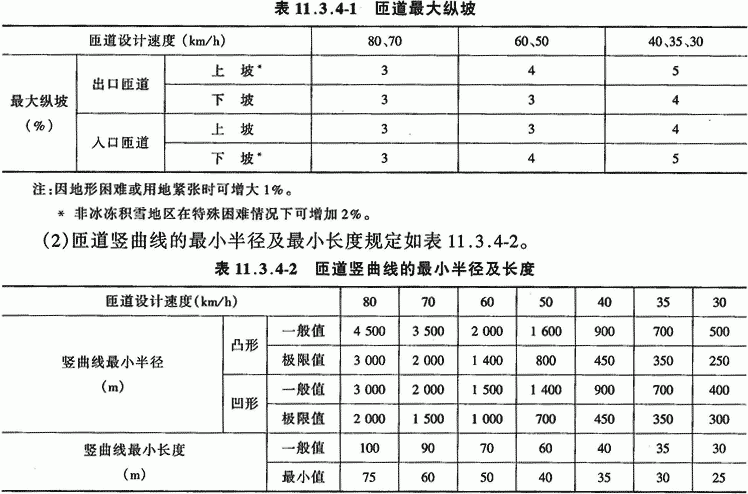 表 11.3.4-1 匝道最大纵坡
匝道设计速度 (km/h) 80、70 60、50 40、35、30
最大纵坡 (%) 出口匝道 上 坡* 3 4 5
下 坡 3 3 4
入口匝道 上 坡 3 3 4
下 坡* 3 4 5
注:因地形困难或用地紧张时可增大 1%。
* 非冰冻积雪地区在特殊困难情况下可增加 2%。
(2)匝道竖曲线的最小半径及最小长度规定如表 11.3.4-2。
表 11.3.4-2 匝道竖曲线的最小半径及长度
匝道设计速度(km/h) 80 70 60 50 40 35 30
竖曲线最小半径 (m) 凸形 一般值 4 500 3 500 2 000 1 600 900 700 500
极限值 3 000 2 000 1 400 800 450 350 250
凹形 一般值 3 000 2 000 1 500 1 400 900 700 400
极限值 2 000 1 500 1 000 700 450 350 300
竖曲线最小长度 (m) 一般值 100 90 70 60 40 35 30
最小值 75 60 50 40 35 30 25